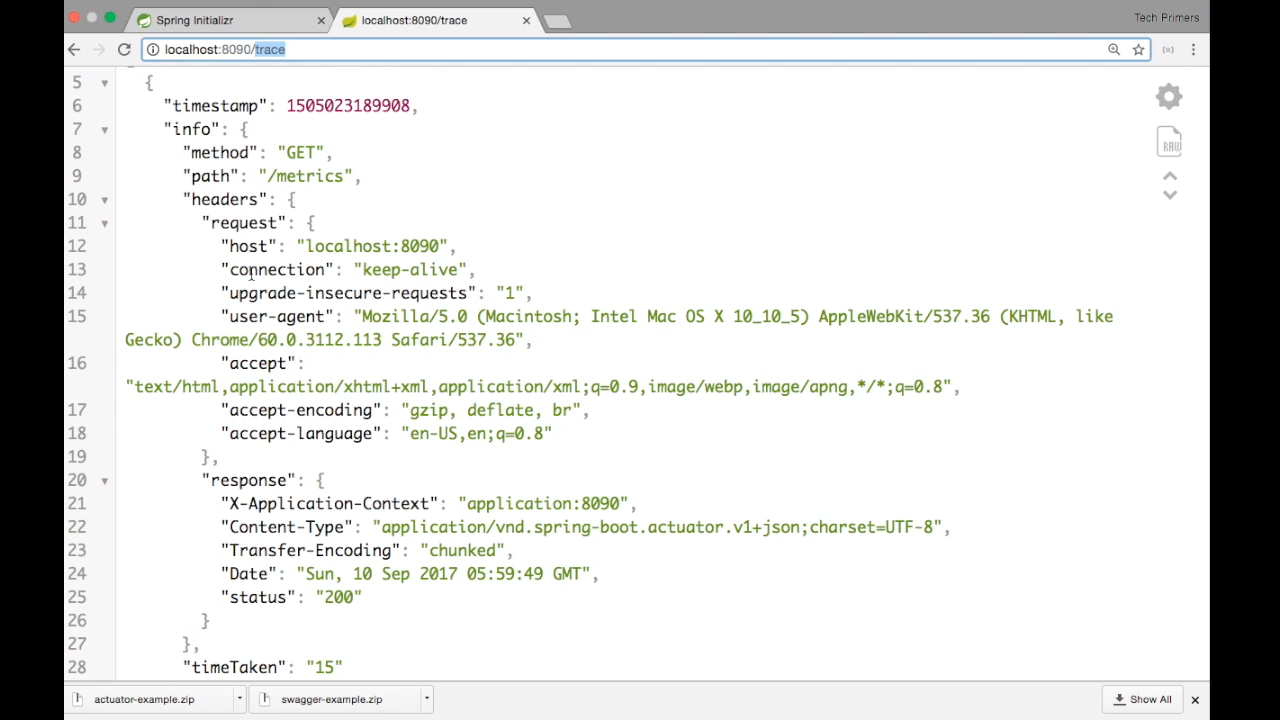 Spring Initializr
localhost:8090/trace
Tech Primers
localhost:8090/trace
5 {
6 "timestamp": 1505023189908,
7 "info": {
8 "method": "GET",
9 "path": "/metrics",
10 "headers": {
11 "request": {
12 "host": "localhost:8090",
13 "connection": "keep-alive",
14 "upgrade-insecure-requests": "1",
15 "user-agent": "Mozilla/5.0 (Macintosh; Intel Mac OS X 10_10_5) AppleWebKit/537.36 (KHTML, like
Gecko) Chrome/60.0.3112.113 Safari/537.36",
16 "accept":
"text/html,application/xhtml+xml,application/xml;q=0.9,image/webp,image/apng,*/*;q=0.8",
17 "accept-encoding": "gzip, deflate, br",
18 "accept-language": "en-US,en;q=0.8"
19 },
20 "response": {
21 "X-Application-Context": "application:8090",
22 "Content-Type": "application/vnd.spring-boot.actuator.v1+json;charset=UTF-8",
23 "Transfer-Encoding": "chunked",
24 "Date": "Sun, 10 Sep 2017 05:59:49 GMT",
25 "status": "200"
26 }
27 },
28 "timeTaken": "15"
RAW
actuator-example.zip
swagger-example.zip
Show All